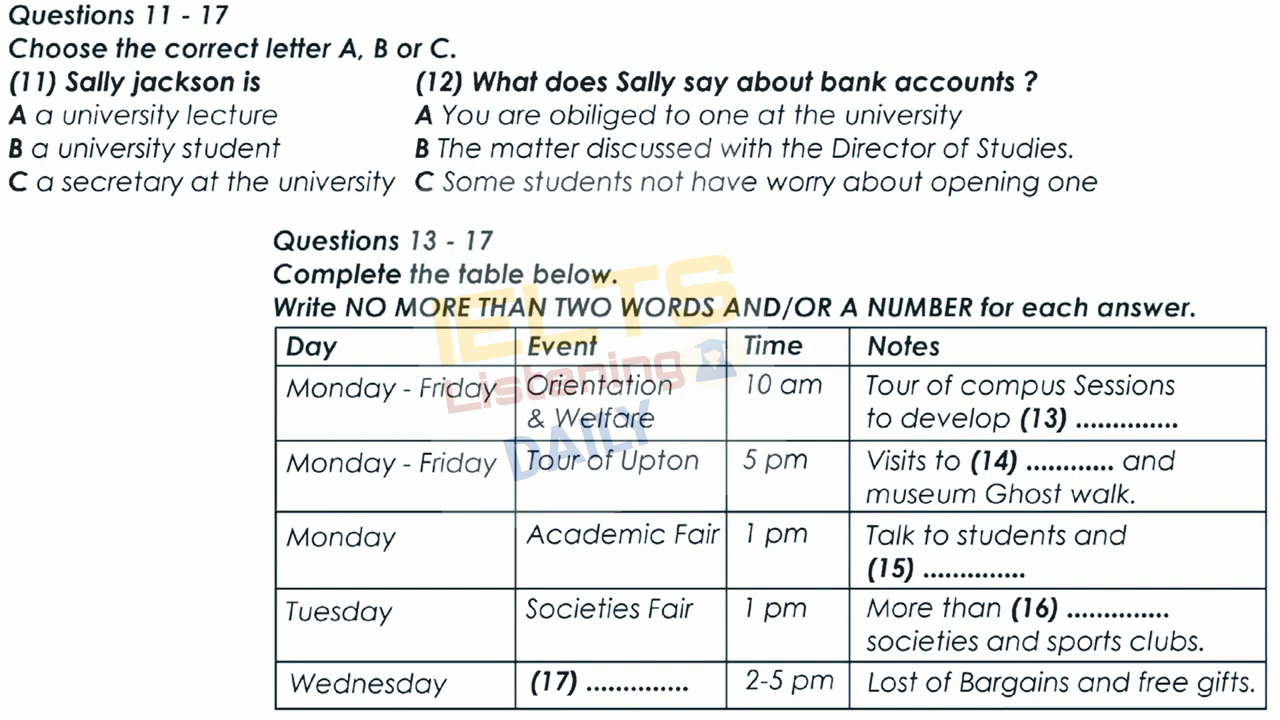 Questions 11 - 17
Choose the correct letter A, B or C.
(11) Sally jackson is
A a university lecture
B a university student
C a secretary at the university
(12) What does Sally say about bank accounts ?
A You are obiliged to one at the university
B The matter discussed with the Director of Studies.
C Some students not have worry about opening one
Questions 13 - 17
Complete the table below.
Write NO MORE THAN TWO WORDS AND/OR A NUMBER for each answer.
Day Event Time Notes
Monday - Friday Orientation & Welfare 10 am Tour of compus Sessions
to develop (13) ..............
Monday - Friday Tour of Upton 5 pm Visits to (14) ............ and
museum Ghost walk.
Monday Academic Fair 1 pm Talk to students and
(15) ..............
Tuesday Societies Fair 1 pm More than (16) ..............
societies and sports clubs.
Wednesday (17) .............. 2-5 pm Lost of Bargains and free gifts.
IELTS
Listening
DAILY